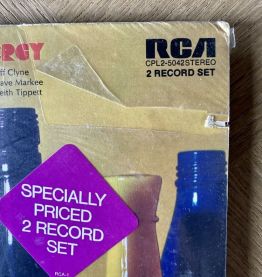 RGY
RCA
ff Clyne
ave Markee
eith Tippett
CPL2-5042STEREO
2 RECORD SET
SPECIALLY
PRICED
2 RECORD
SET